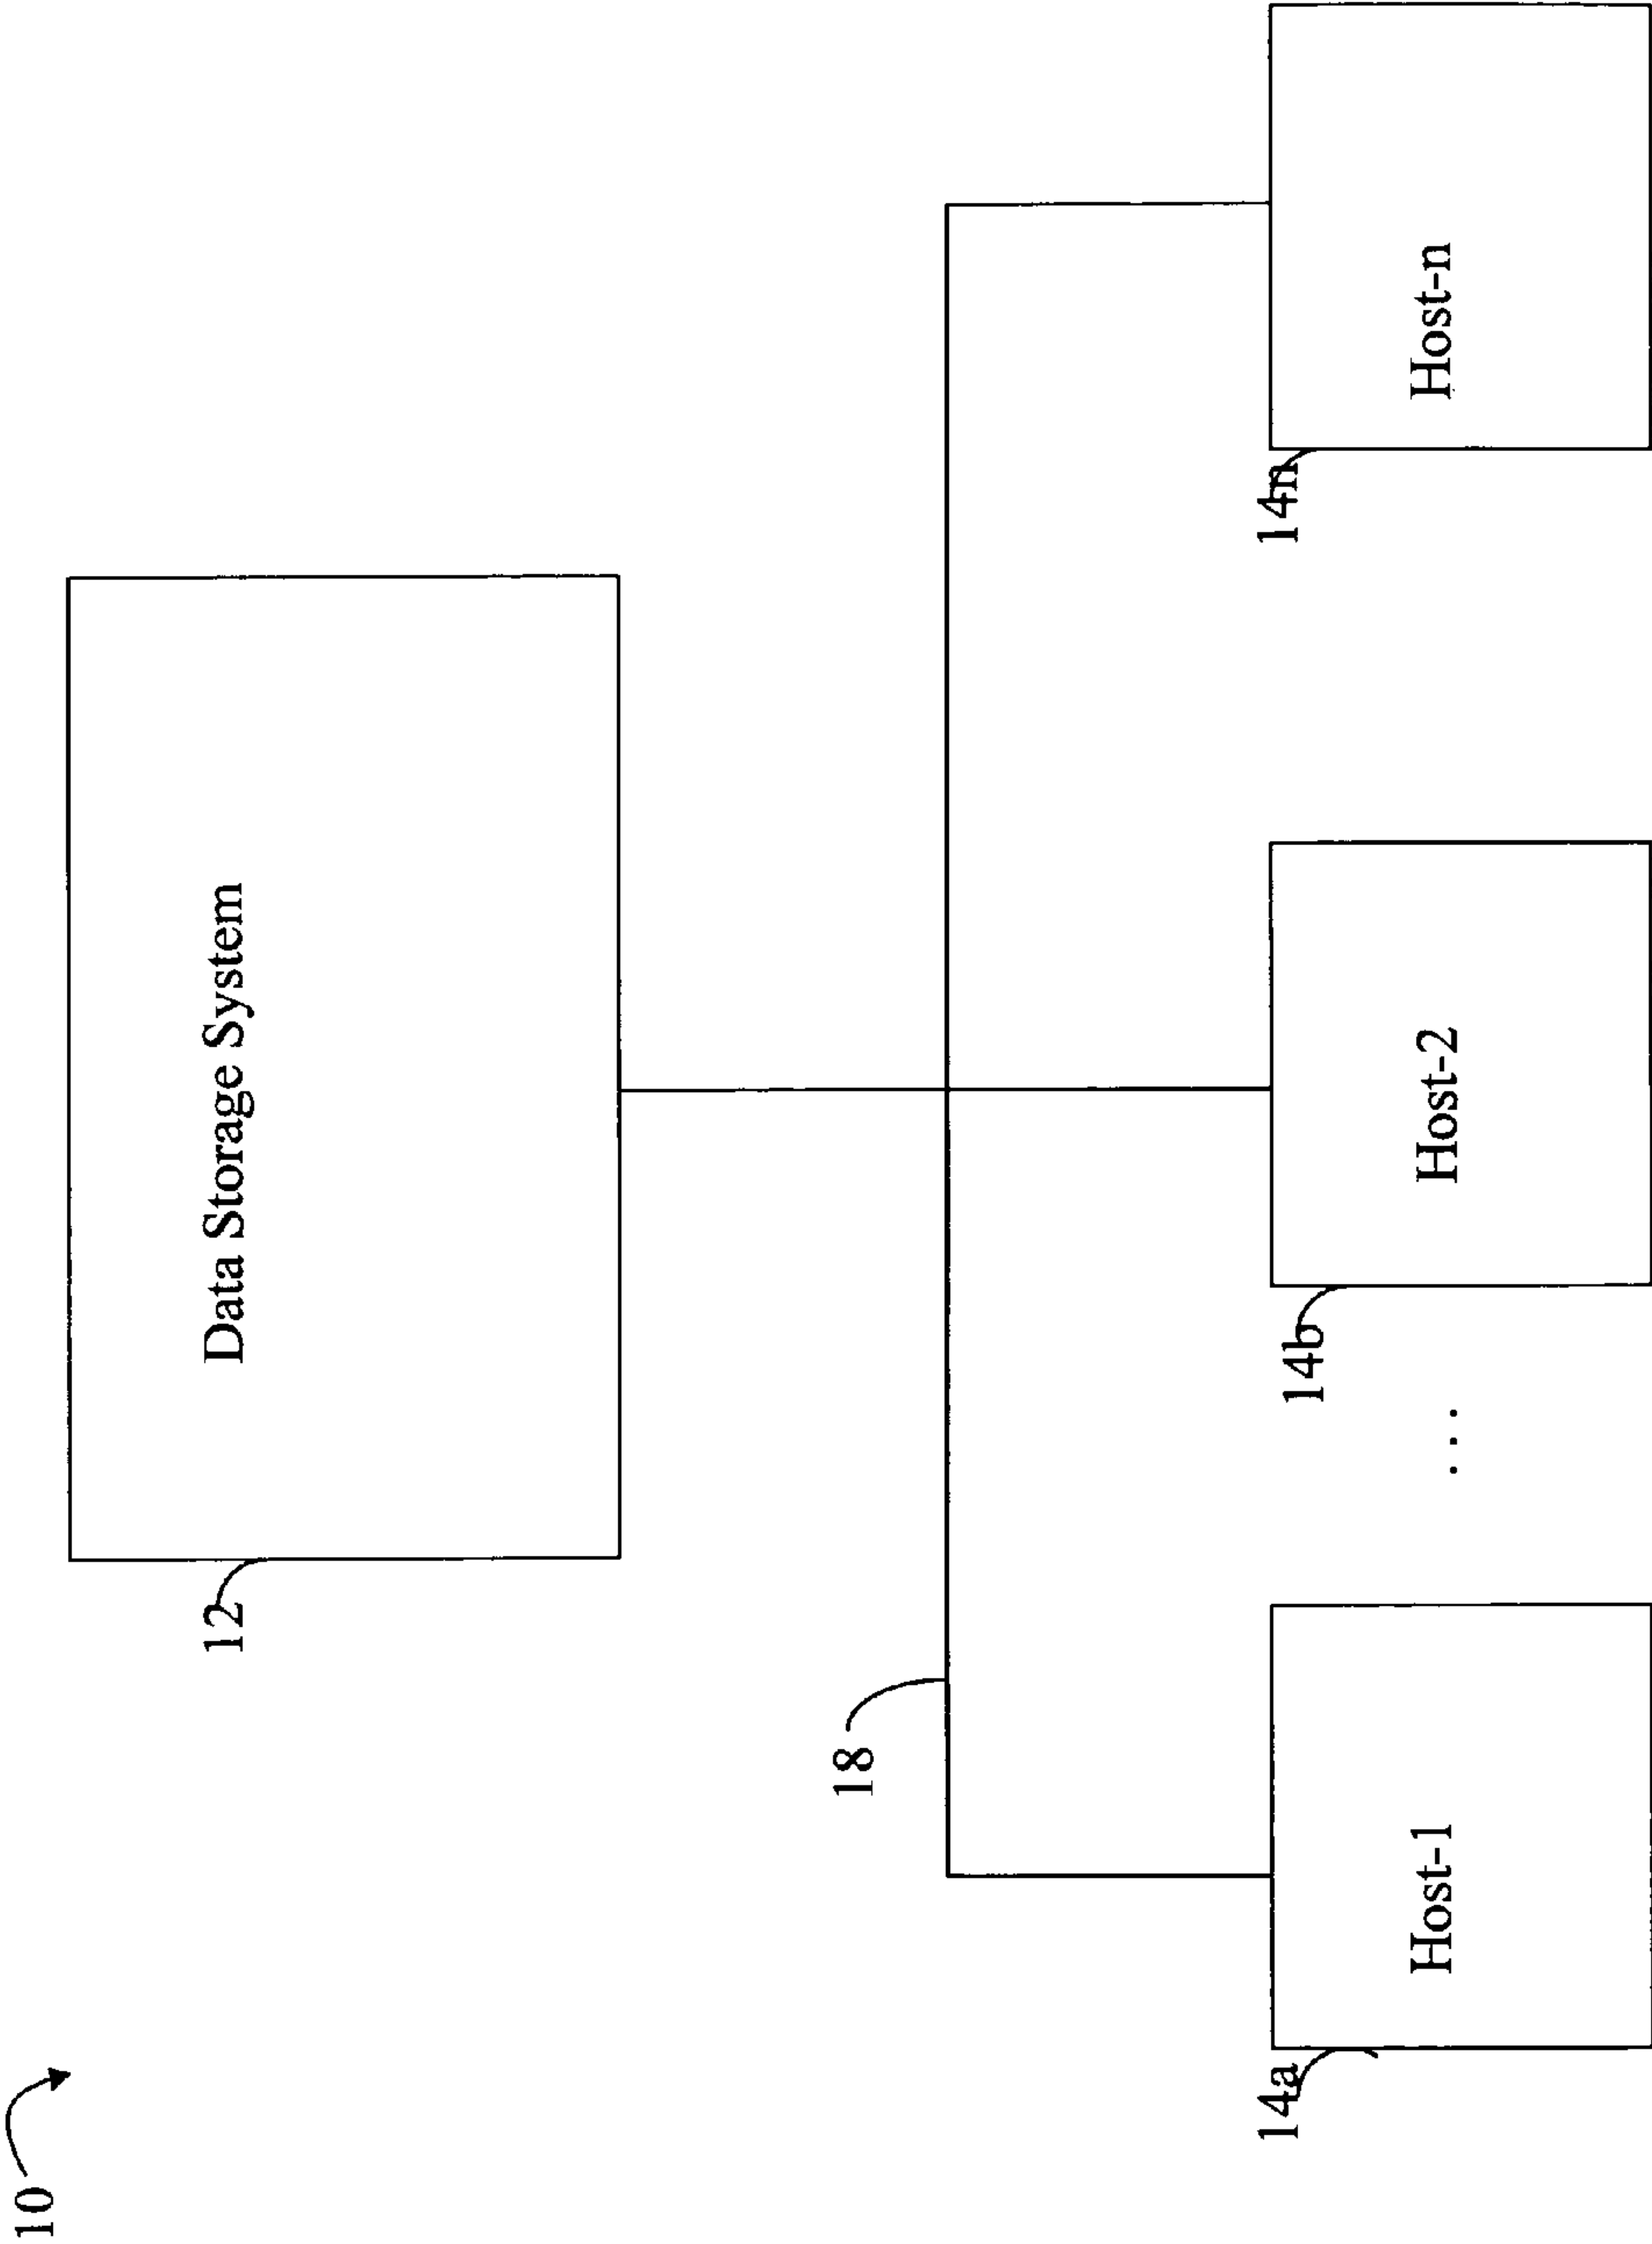 10
12
Data Storage System
18
14a
Host-1
. . .
14b
Host-2
14n
Host-n